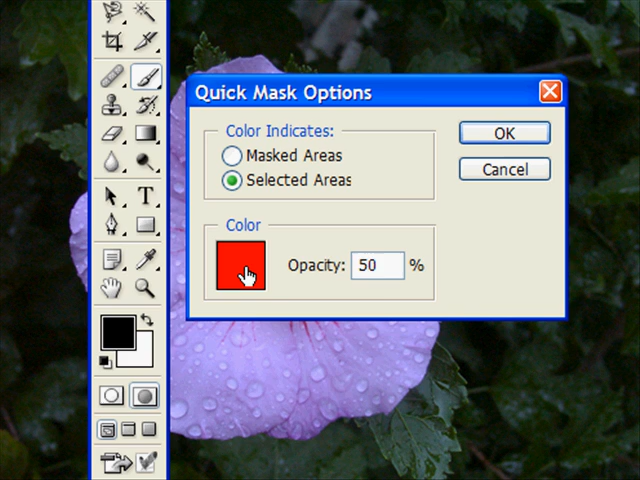 Quick Mask Options
Color Indicates:
Masked Areas
Selected Areas
OK
Cancel
Color
Opacity: 50 %
T